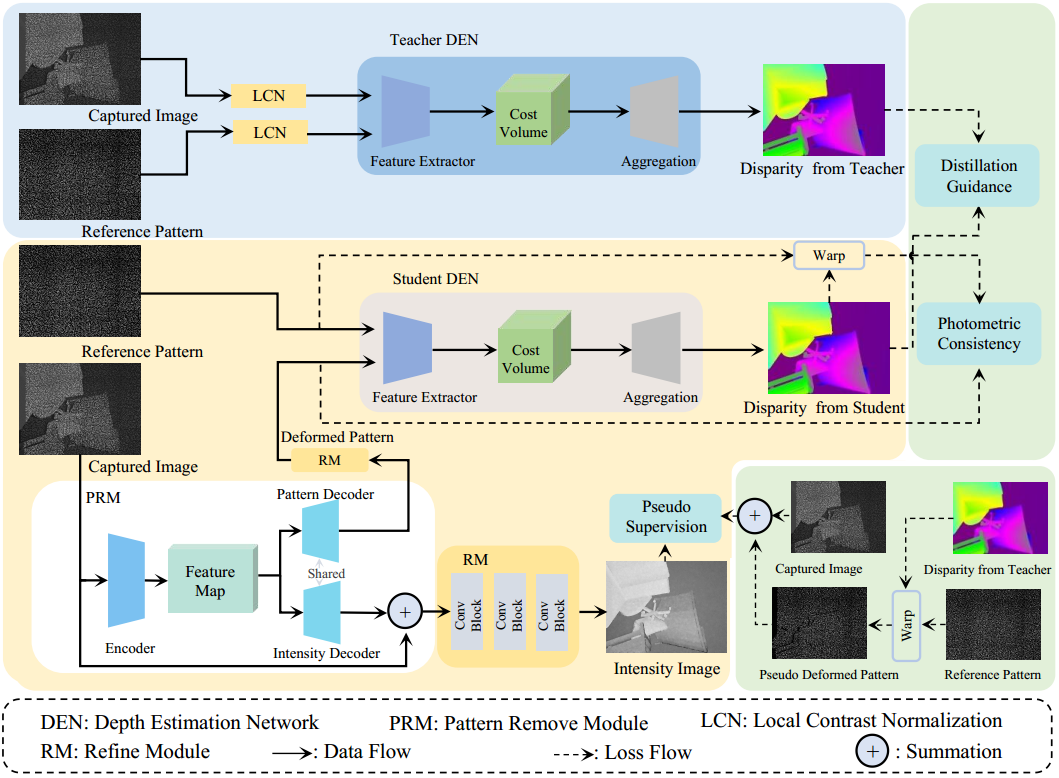 Teacher DEN
Captured Image
LCN
LCN
Reference Pattern
Feature Extractor
Cost
Volume
Aggregation
Disparity from Teacher
Distillation
Guidance
Reference Pattern
Student DEN
Warp
Feature Extractor
Cost
Volume
Aggregation
Disparity from Student
Photometric
Consistency
Captured Image
Deformed Pattern
RM
PRM
Pattern Decoder
Encoder
Feature
Map
Shared
Intensity Decoder
+
RM
Conv
Block
Conv
Block
Conv
Block
Intensity Image
Pseudo
Supervision
+
Captured Image
Disparity from Teacher
Warp
Pseudo Deformed Pattern
Reference Pattern
DEN: Depth Estimation Network
PRM: Pattern Remove Module
LCN: Local Contrast Normalization
RM: Refine Module
: Data Flow
: Loss Flow
+ : Summation